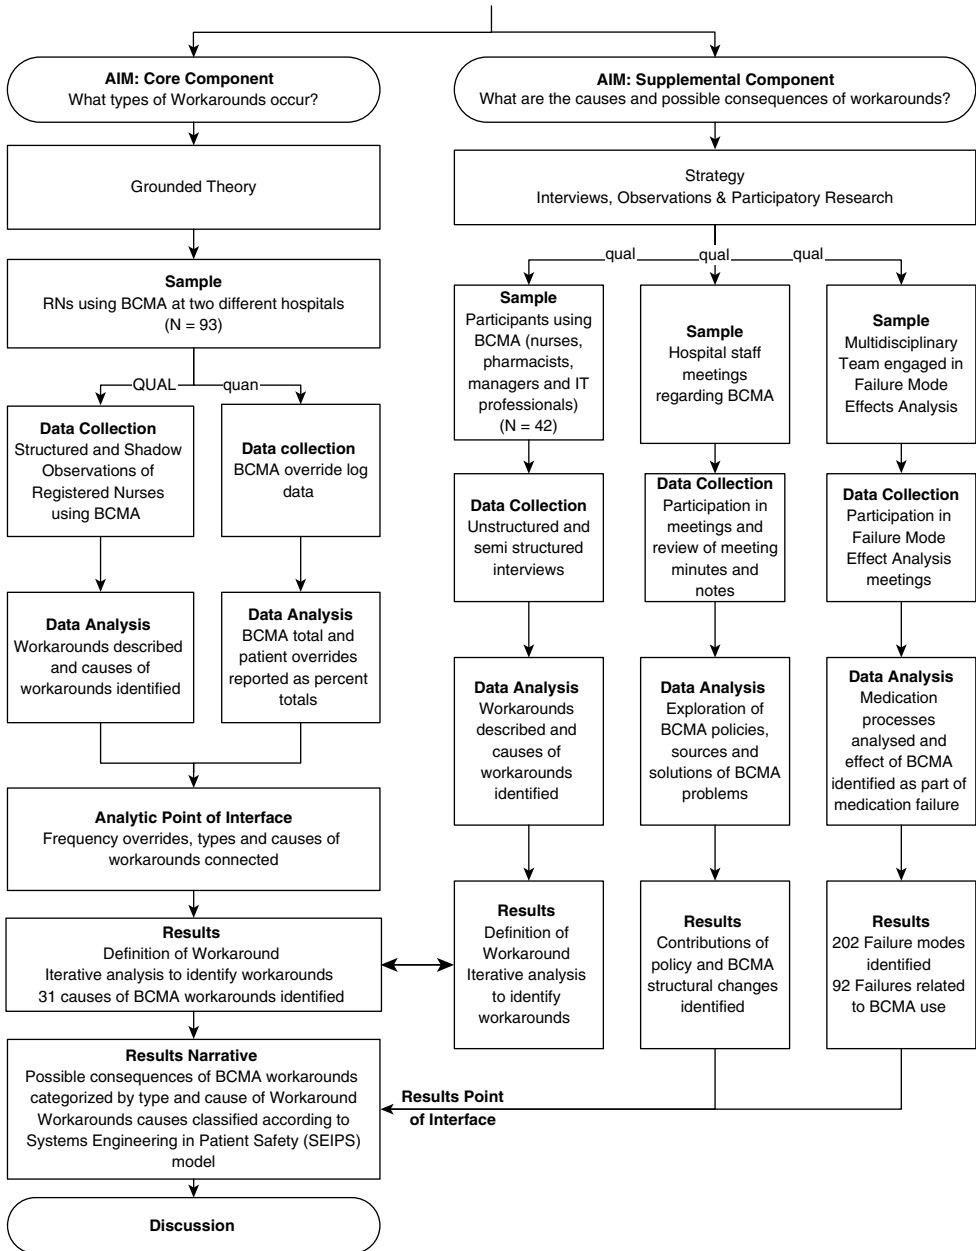 AIM: Core Component
What types of Workarounds occur?
AIM: Supplemental Component
What are the causes and possible consequences of workarounds?
Grounded Theory
Strategy
Interviews, Observations & Participatory Research
qual
qual
qual
Sample
RNs using BCMA at two different hospitals
(N = 93)
QUAL
quan
Data Collection
Structured and Shadow
Observations of
Registered Nurses
using BCMA
Data collection
BCMA override log
data
Data Analysis
Workarounds described
and causes of
workarounds identified
Data Analysis
BCMA total and
patient overrides
reported as percent
totals
Analytic Point of Interface
Frequency overrides, types and causes of
workarounds connected
Results
Definition of Workaround
Iterative analysis to identify workarounds
31 causes of BCMA workarounds identified
Sample
Participants using
BCMA (nurses,
pharmacists,
managers and IT
professionals)
(N = 42)
Data Collection
Unstructured and
semi structured
interviews
Data Analysis
Workarounds
described and
causes of
workarounds
identified
Results
Definition of
Workaround
Iterative analysis
to identify
workarounds
Sample
Hospital staff
meetings
regarding BCMA
Data Collection
Participation in
meetings and
review of meeting
minutes and
notes
Data Analysis
Exploration of
BCMA policies,
sources and
solutions of BCMA
problems
Results
Contributions of
policy and BCMA
structural changes
identified
Sample
Multidisciplinary
Team engaged in
Failure Mode
Effects Analysis
Data Collection
Participation in
Failure Mode
Effect Analysis
meetings
Data Analysis
Medication
processes
analysed and
effect of BCMA
identified as part of
medication failure
Results
202 Failure modes
identified
92 Failures related
to BCMA use
Results Point
of Interface
Results Narrative
Possible consequences of BCMA workarounds
categorized by type and cause of Workaround
Workarounds causes classified according to
Systems Engineering in Patient Safety (SEIPS)
model
Discussion